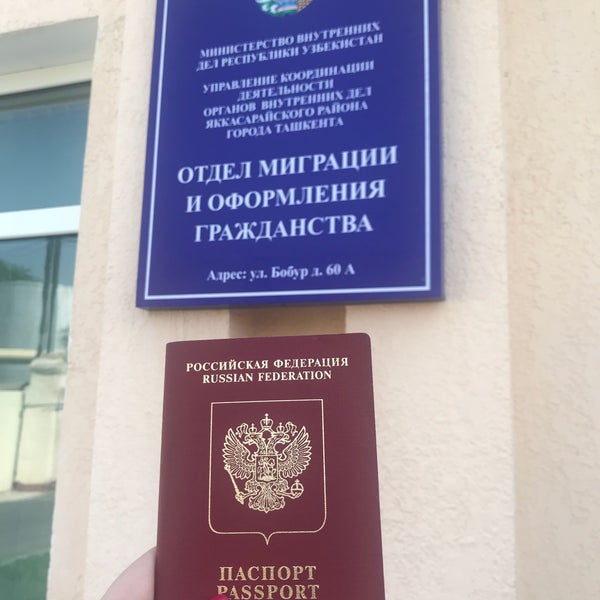 МИНИСТЕРСТВО ВНУТРЕННИХ
ДЕЛ РЕСПУБЛИКИ УЗБЕКИСТАН
УПРАВЛЕНИЕ КООРДИНАЦИИ
ДЕЯТЕЛЬНОСТИ
ОРГАНОВ ВНУТРЕННИХ ДЕЛ
ЯККАСАРАЙСКОГО РАЙОНА
ГОРОДА ТАШКЕНТА
ОТДЕЛ МИГРАЦИИ
И ОФОРМЛЕНИЯ
ГРАЖДАНСТВА
Адрес: ул. Бобур д. 60 А
РОССИЙСКАЯ ФЕДЕРАЦИЯ
RUSSIAN FEDERATION
ПАСПОРТ
PASSPORT